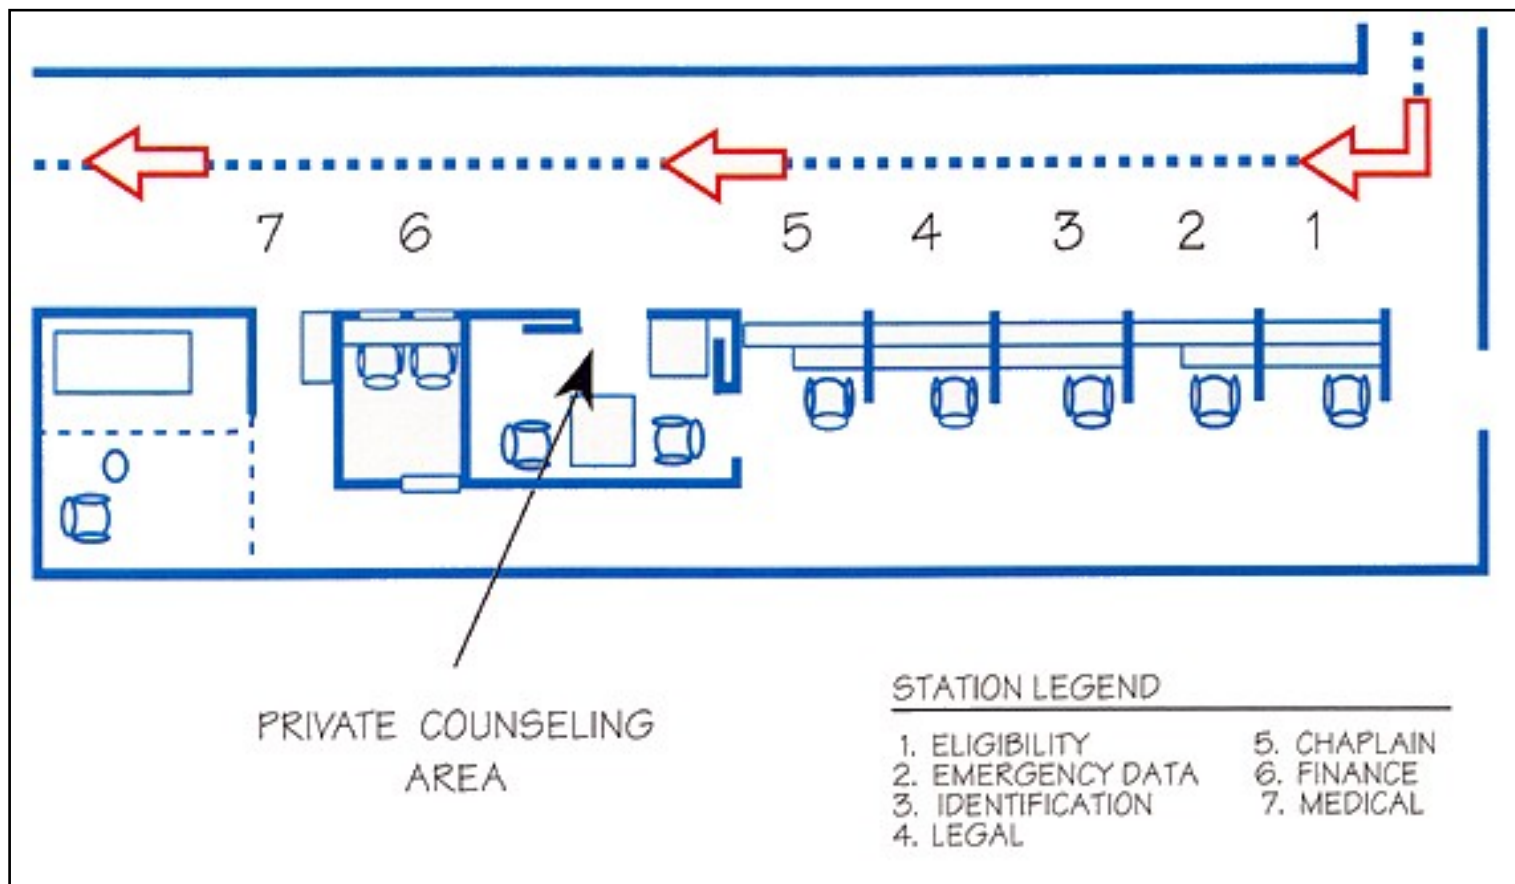 7 6 5 4 3 2 1
PRIVATE COUNSELING
AREA
STATION LEGEND
1. ELIGIBILITY
2. EMERGENCY DATA
3. IDENTIFICATION
4. LEGAL
5. CHAPLAIN
6. FINANCE
7. MEDICAL